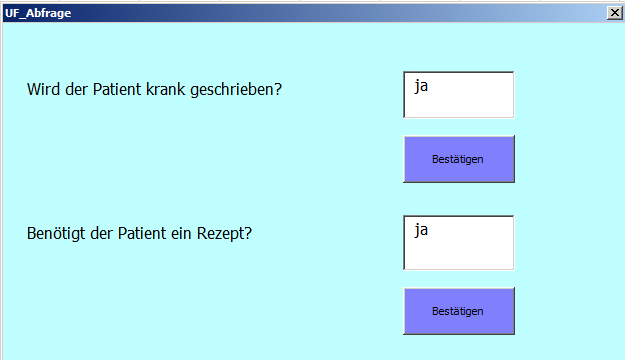 UF_Abfrage
Wird der Patient krank geschrieben?
ja
Bestätigen
Benötigt der Patient ein Rezept?
ja
Bestätigen